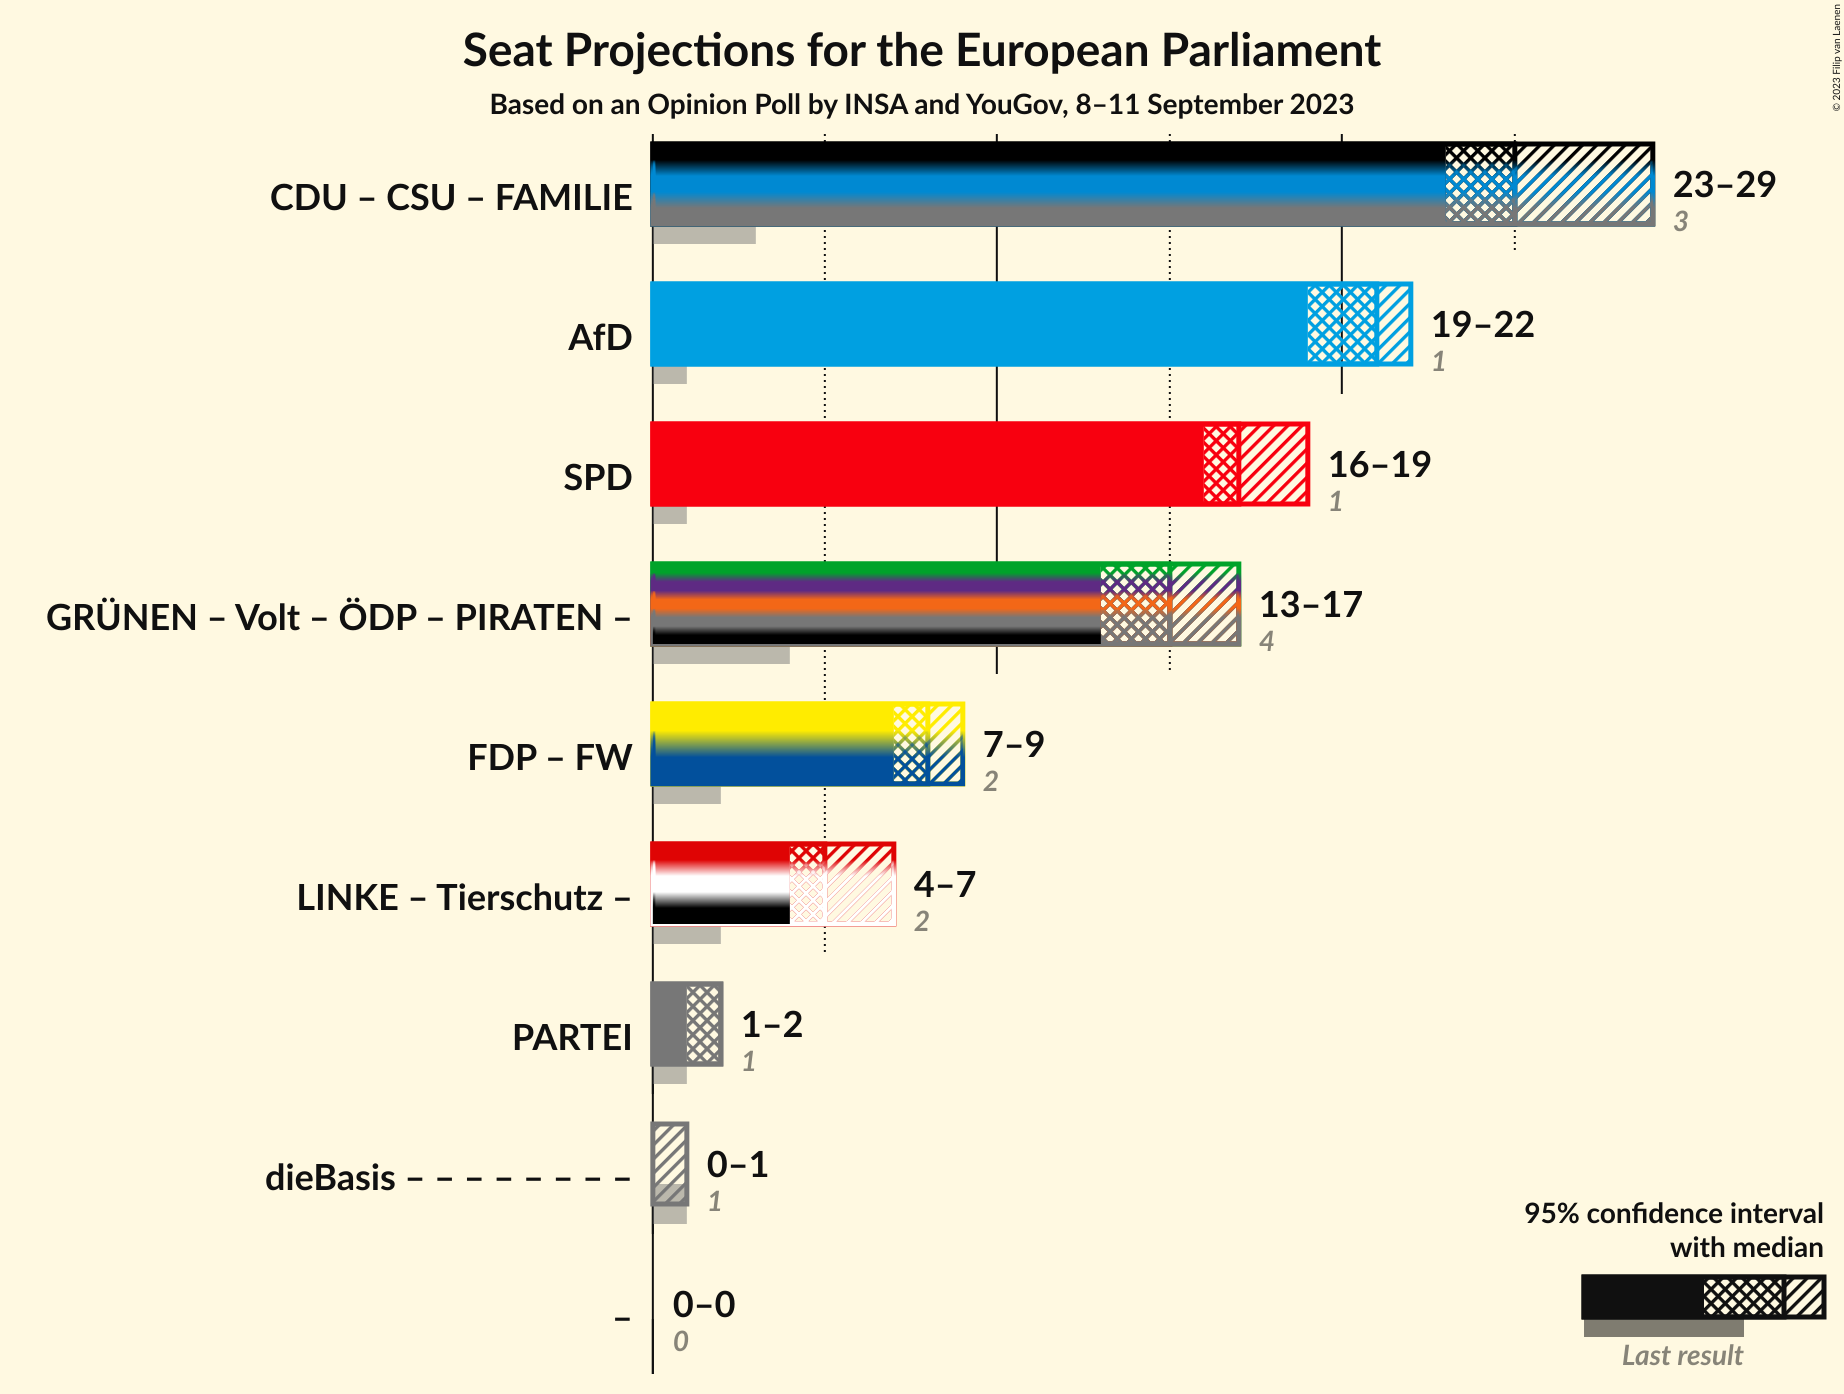 Seat Projections for the European Parliament
Based on an Opinion Poll by INSA and YouGov, 8–11 September 2023
© 2023 Filip van Laenen
CDU – CSU – FAMILIE
23–29
3
AfD
19–22
1
SPD
16–19
1
GRÜNEN – Volt – ÖDP – PIRATEN –
13–17
4
FDP – FW
7–9
2
LINKE – Tierschutz –
4–7
2
PARTEI
1–2
1
dieBasis – – – – – – – –
0–1
1
–
0–0
0
95% confidence interval
with median
Last result